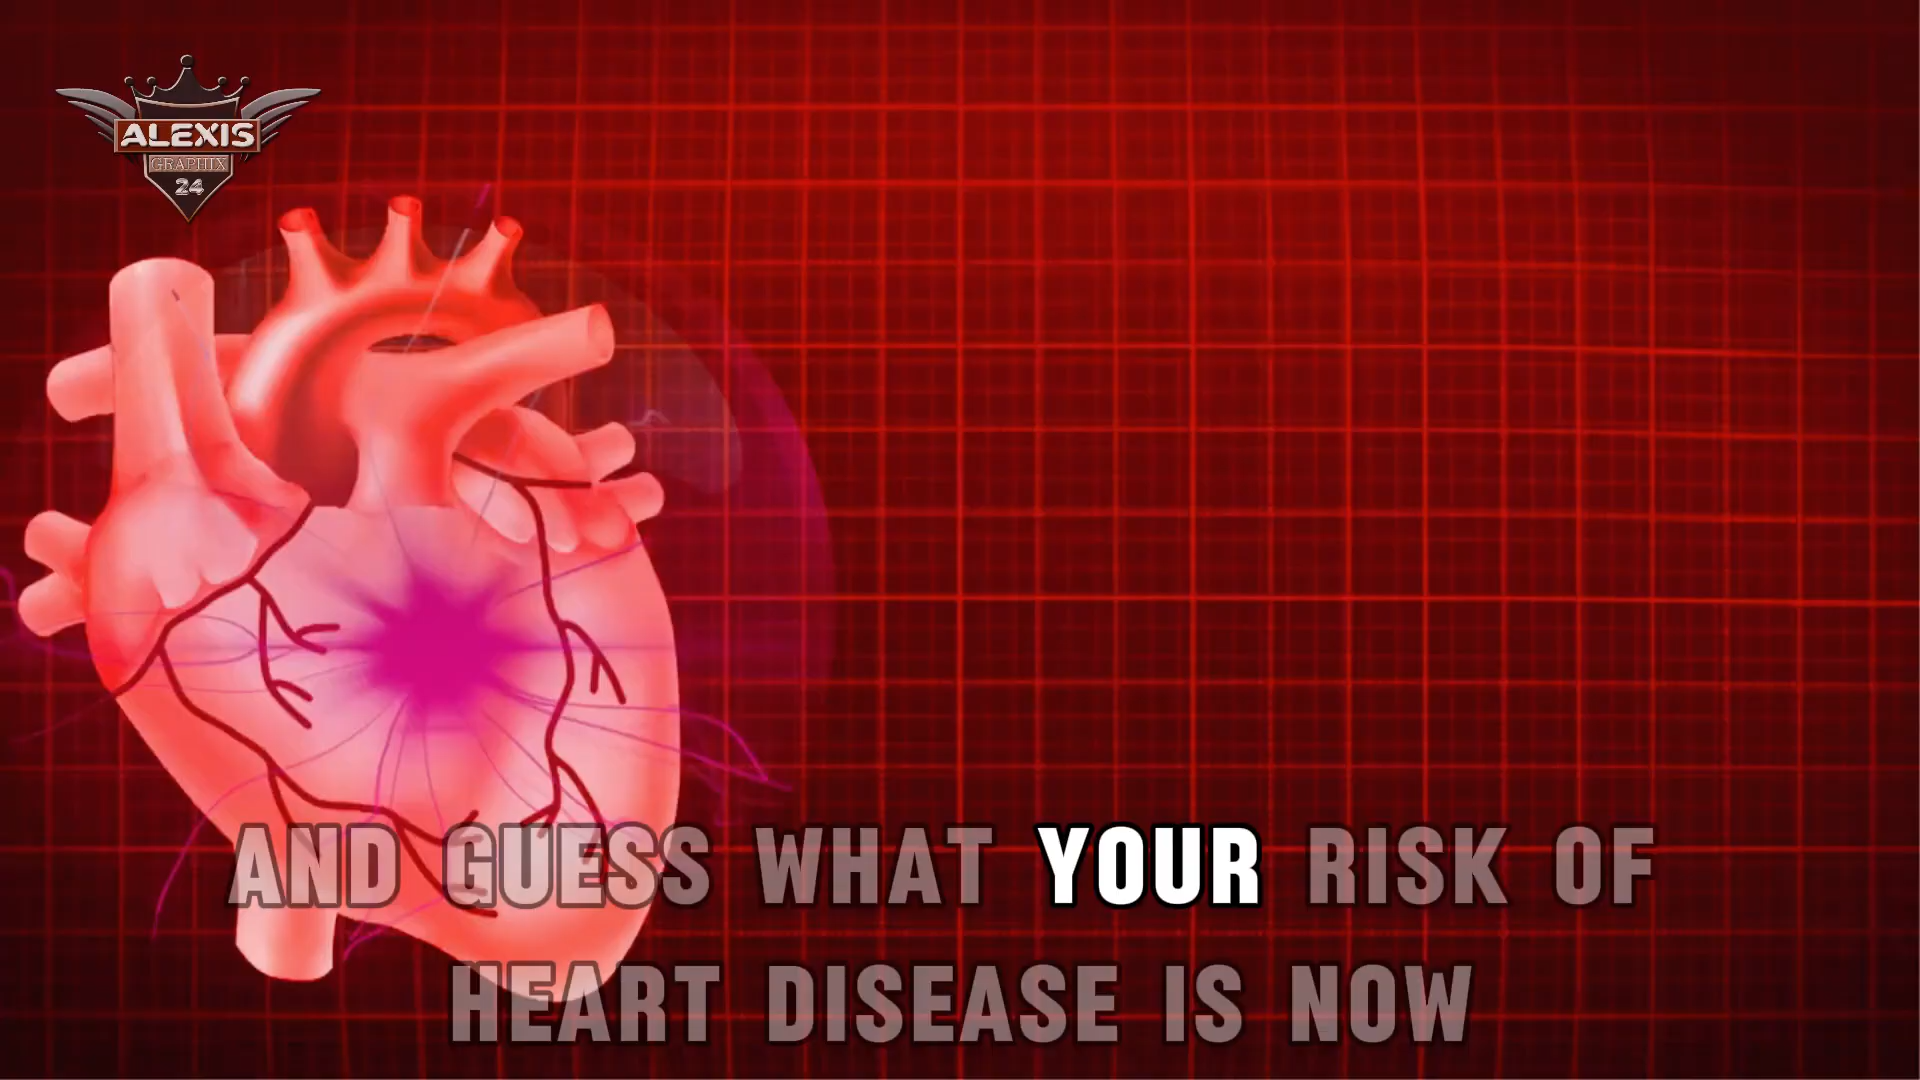 ALEXIS
GRAPHIX
24
AND GUESS WHAT YOUR RISK OF
HEART DISEASE IS NOW